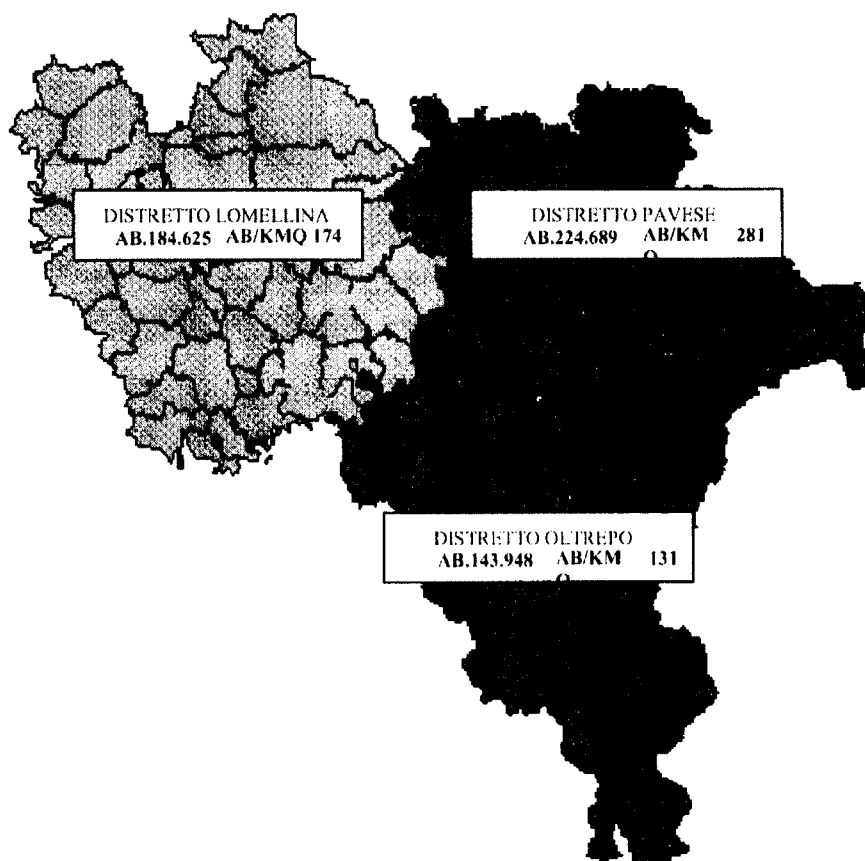 DISTRETTO LOMELLINA
AB.184.625 AB/KMQ 174
DISTRETTO PAVESE
AB.224.689 AB/KM 281
Q
DISTRETTO OLTREPO
AB.143.948 AB/KM 131
Q